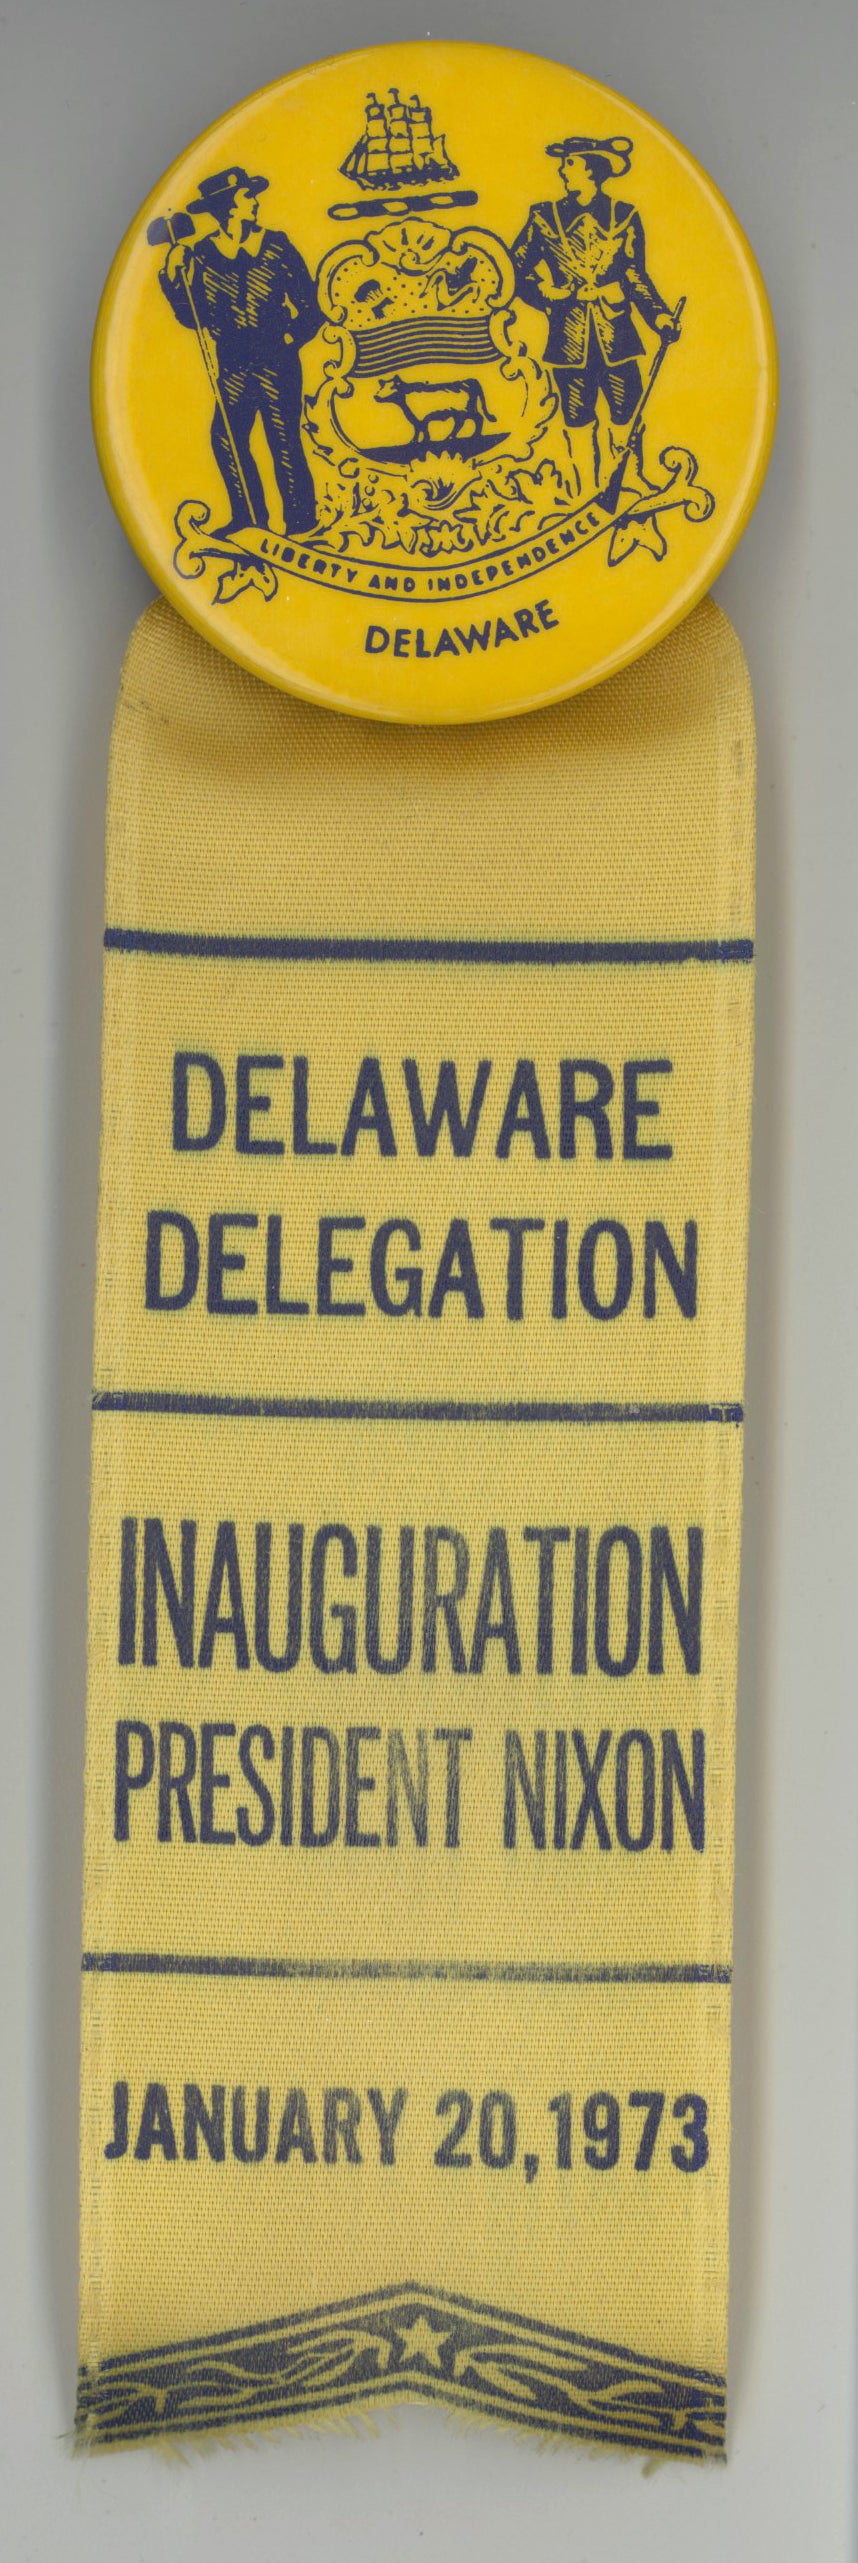 LIBERTY AND INDEPENDENCE
DELAWARE
DELAWARE
DELEGATION
INAUGURATION
PRESIDENT NIXON
JANUARY 20, 1973